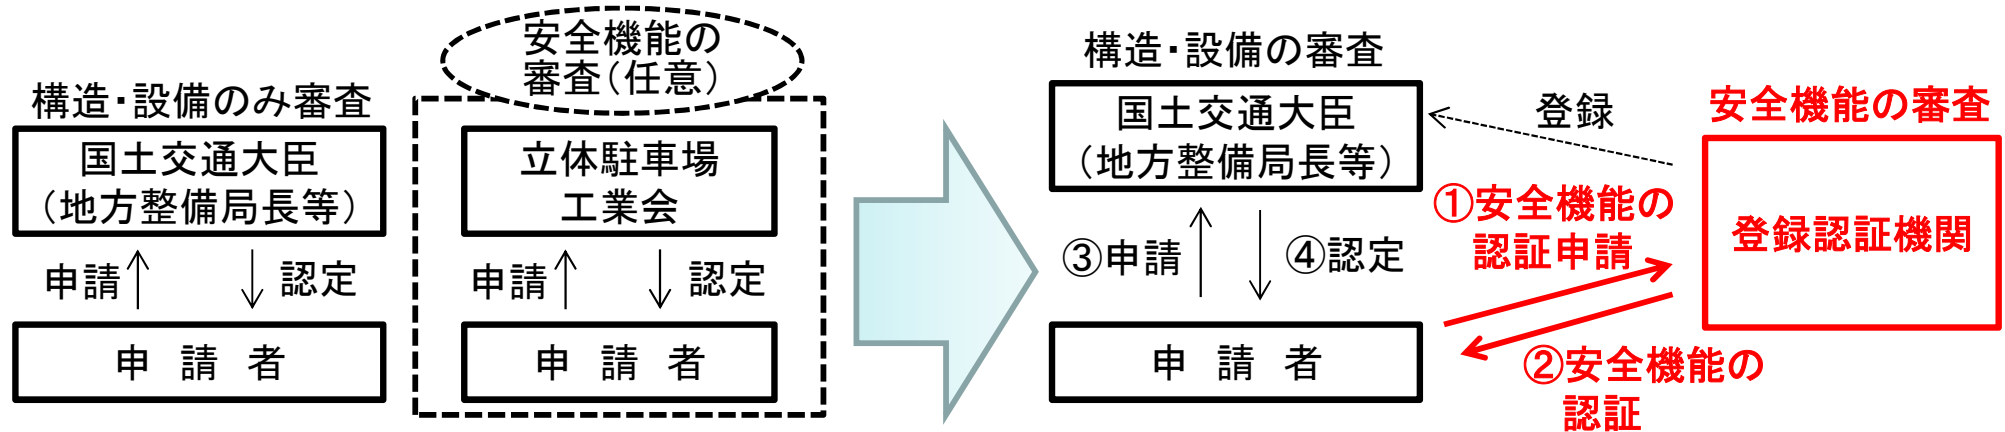 構造・設備のみ審査
国土交通大臣
（地方整備局長等）
申請
認定
申請者
安全機能の
審査（任意）
立体駐車場
工業会
申請
認定
申請者
構造・設備の審査
国土交通大臣
（地方整備局長等）
③申請
④認定
申請者
登録
①安全機能の
認証申請
②安全機能の
認証
安全機能の審査
登録認証機関